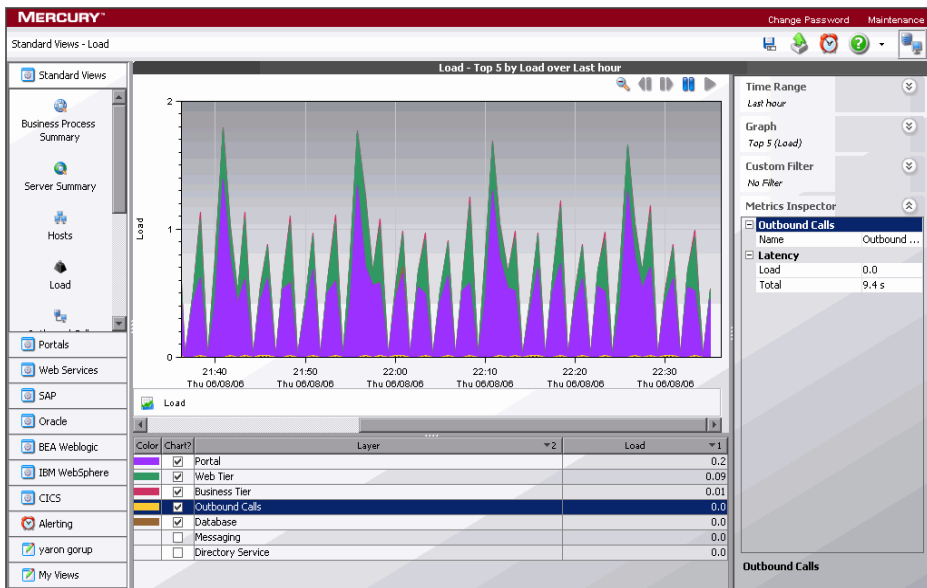 MERCURY™
Change Password Maintenance
Standard Views - Load
Standard Views
Business Process
Summary
Server Summary
Hosts
Load
Portals
Web Services
SAP
Oracle
BEA Weblogic
IBM WebSphere
CICS
Alerting
yaron gorup
My Views
Load - Top 5 by Load over Last hour
2
1
0
Load
21:40 21:50 22:00 22:10 22:20 22:30
Thu 06/08/06 Thu 06/08/06 Thu 06/08/06 Thu 06/08/06 Thu 06/08/06 Thu 06/08/06
Load
Color Chart? Layer 2 Load 1
Portal 0.2
Web Tier 0.09
Business Tier 0.01
Outbound Calls 0.0
Database 0.0
Messaging 0.0
Directory Service 0.0
Time Range
Last hour
Graph
Top 5 (Load)
Custom Filter
No Filter
Metrics Inspector
Outbound Calls
Name Outbound ...
Latency
Load 0.0
Total 9.4 s
Outbound Calls